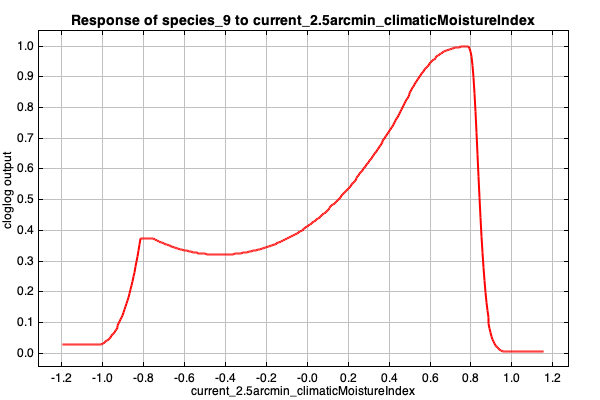 Response of species_9 to current_2.5arcmin_climaticMoistureIndex
1.0
0.9
0.8
0.7
0.6
0.5
0.4
0.3
0.2
0.1
0.0
cloglog output
-1.2 -1.0 -0.8 -0.6 -0.4 -0.2 0.0 0.2 0.4 0.6 0.8 1.0 1.2
current_2.5arcmin_climaticMoistureIndex